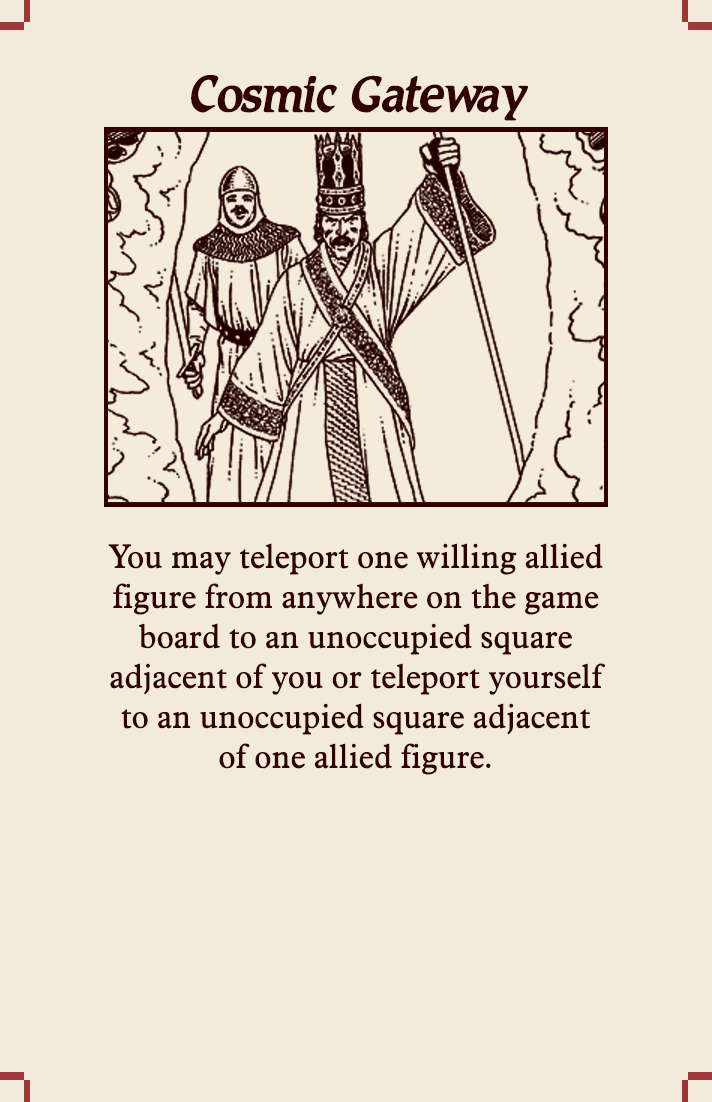 Cosmic Gateway
You may teleport one willing allied
figure from anywhere on the game
board to an unoccupied square
adjacent of you or teleport yourself
to an unoccupied square adjacent
of one allied figure.